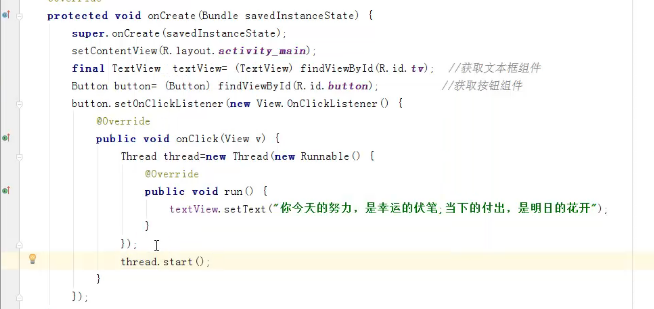 @Override
protected void onCreate(Bundle savedInstanceState) {
super.onCreate(savedInstanceState);
setContentView(R.layout.activity_main);
final TextView textView= (TextView) findViewById(R.id.tv); //获取文本框组件
Button button= (Button) findViewById(R.id.button); //获取按钮组件
button.setOnClickListener(new View.OnClickListener() {
@Override
public void onClick(View v) {
Thread thread=new Thread(new Runnable() {
@Override
public void run() {
textView.setText("你今天的努力，是幸运的伏笔;当下的付出，是明日的花开");
}
});
thread.start();
}
});